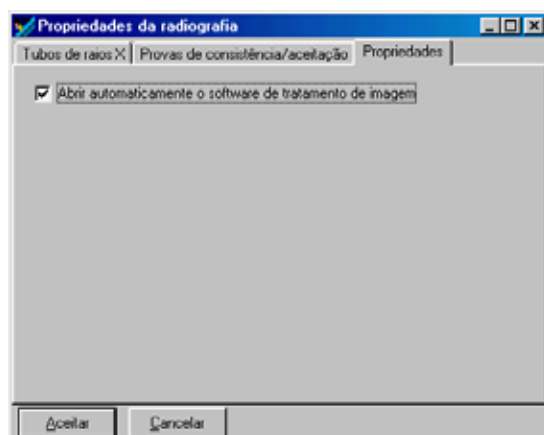 Propriedades da radiografia
Tubos de raios X Provas de consistência/aceitação Propriedades
Abrir automaticamente o software de tratamento de imagem
Aceitar Cancelar